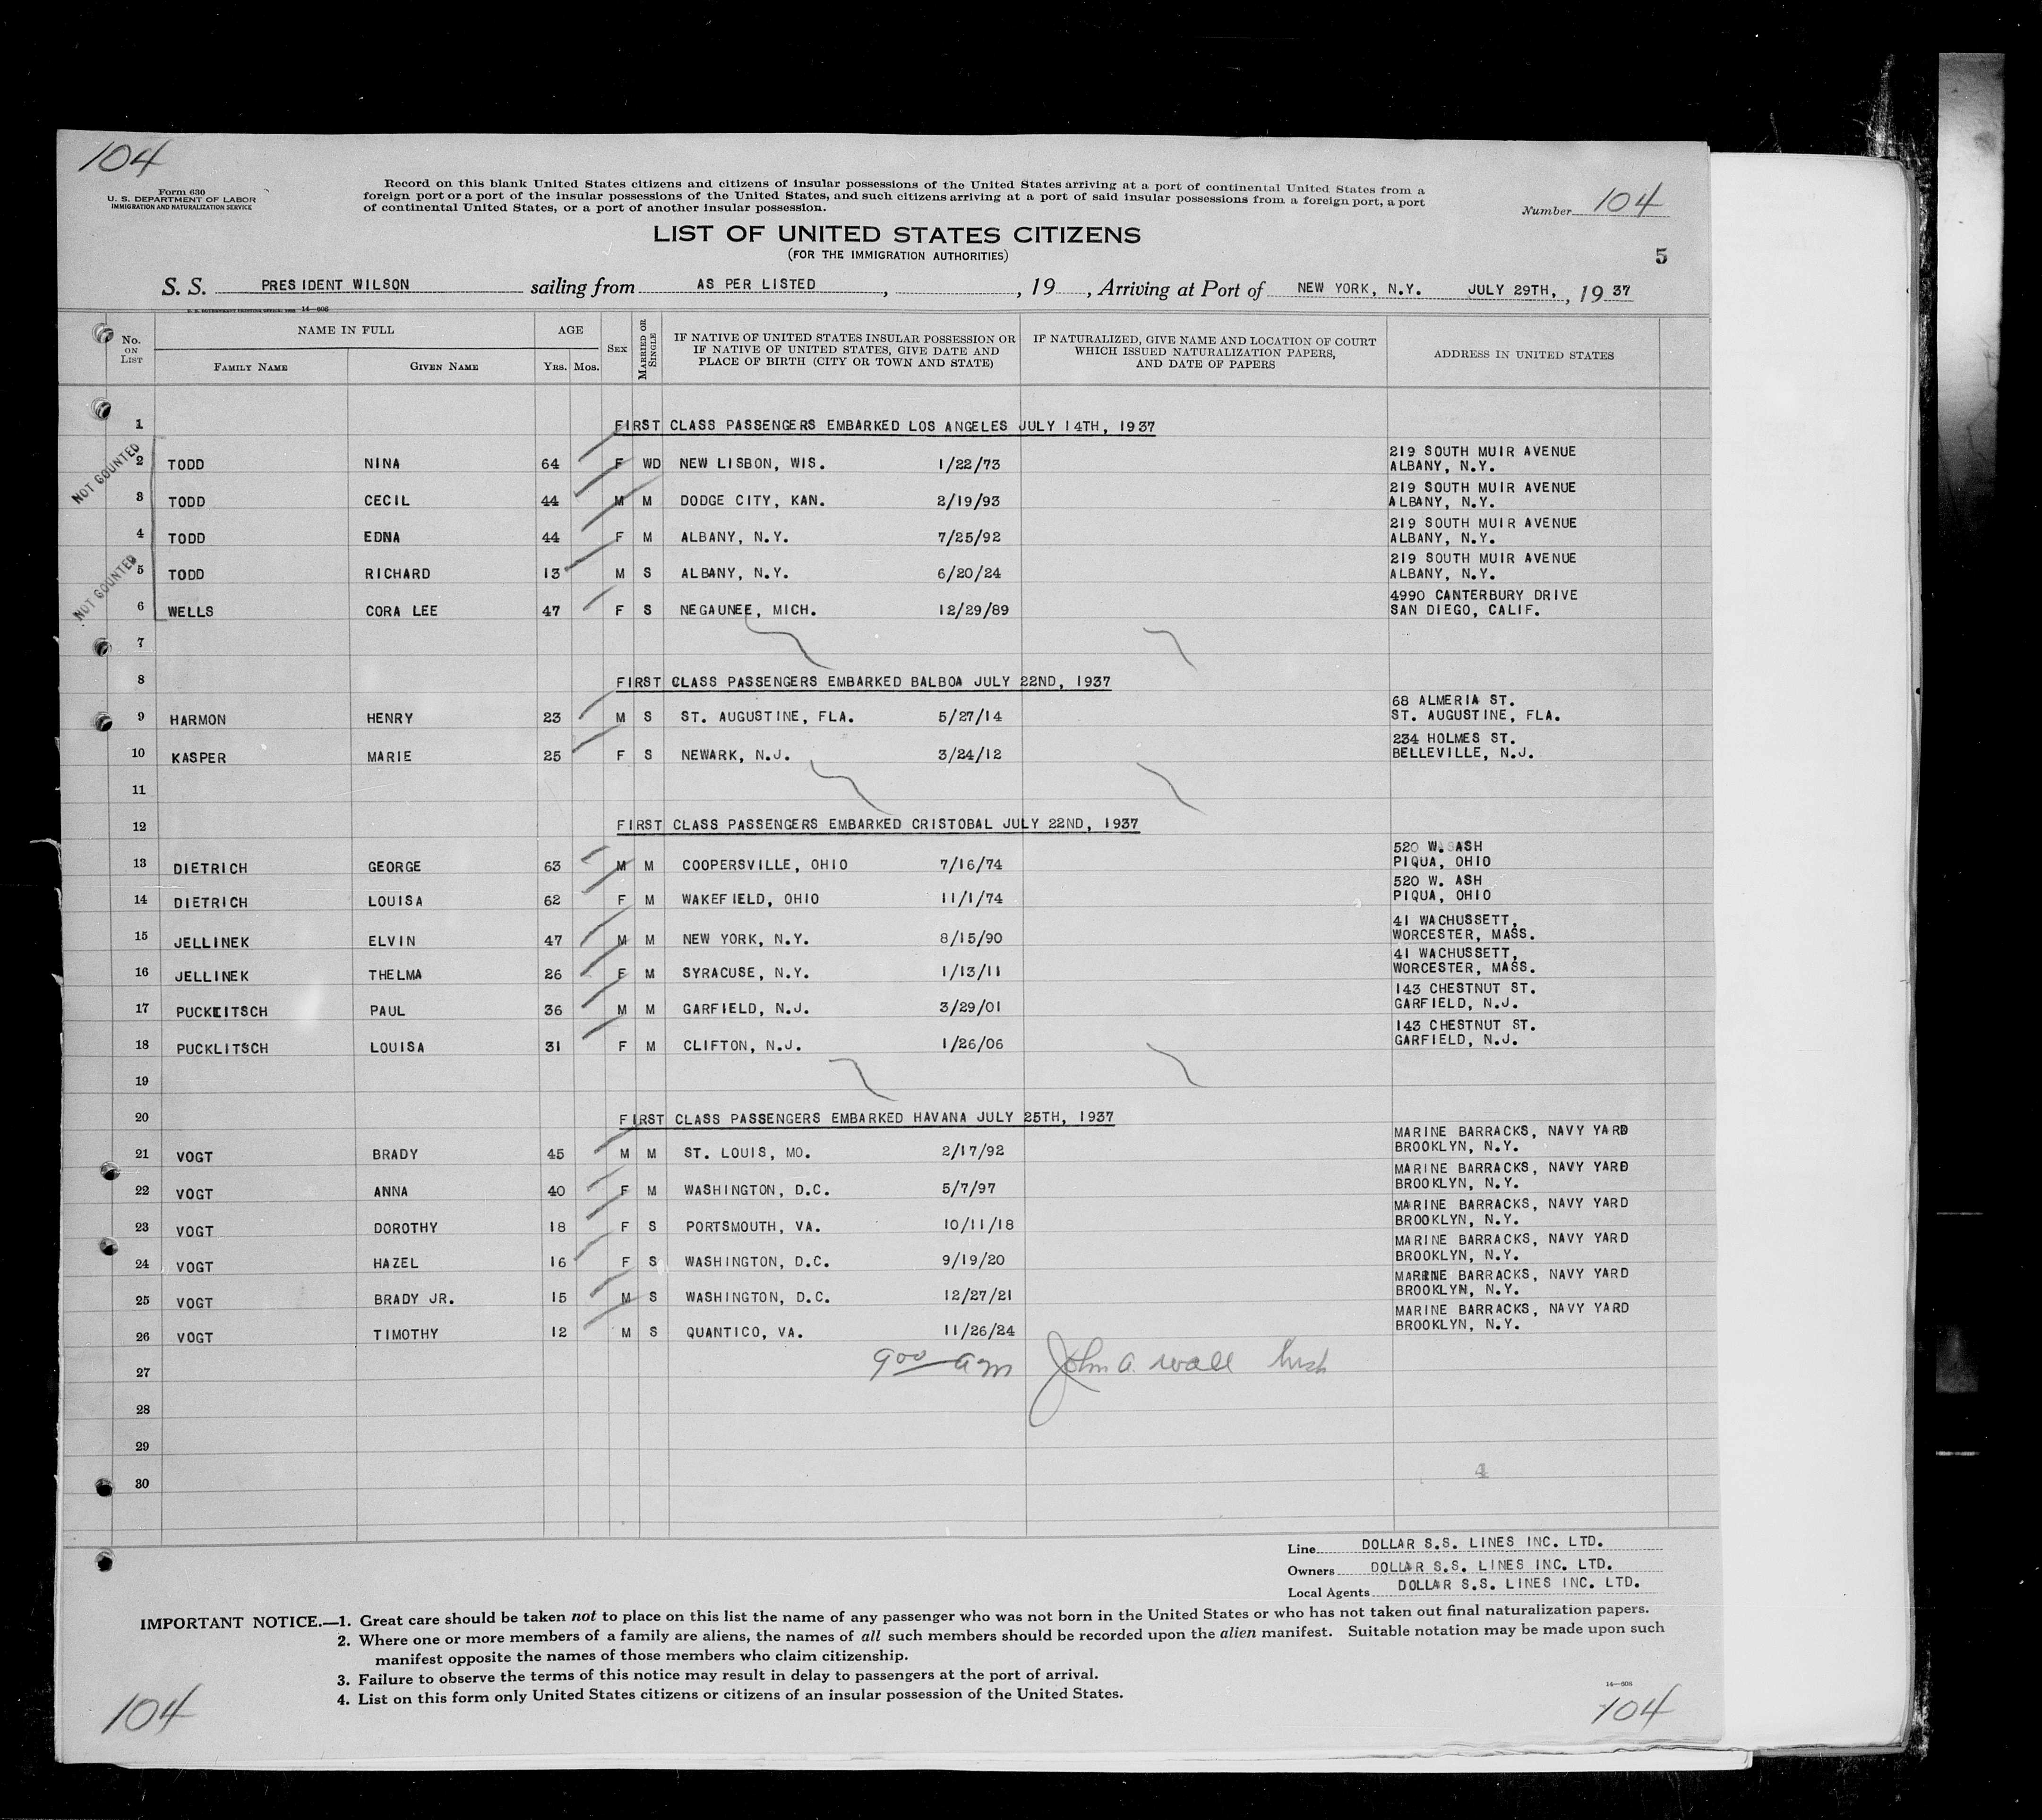 104
Form 630
U. S. DEPARTMENT OF LABOR
IMMIGRATION AND NATURALIZATION SERVICE
Record on this blank United States citizens and citizens of insular possessions of the United States arriving at a port of continental United States from a
foreign port or a port of the insular possessions of the United States, and such citizens arriving at a port of said insular possessions from a foreign port, a port
of continental United States, or a port of another insular possession.
Number 104
LIST OF UNITED STATES CITIZENS
(FOR THE IMMIGRATION AUTHORITIES)
5
S. S. PRESIDENT WILSON sailing from AS PER LISTED , , 19 , Arriving at Port of NEW YORK, N.Y. JULY 29TH, , 19 37
14—608
No. ON LIST
NAME IN FULL
FAMILY NAME GIVEN NAME
AGE
YRS. MOS.
SEX
MARRIED OR SINGLE
IF NATIVE OF UNITED STATES INSULAR POSSESSION OR
IF NATIVE OF UNITED STATES, GIVE DATE AND
PLACE OF BIRTH (CITY OR TOWN AND STATE)
IF NATURALIZED, GIVE NAME AND LOCATION OF COURT
WHICH ISSUED NATURALIZATION PAPERS,
AND DATE OF PAPERS
ADDRESS IN UNITED STATES
1 FIRST CLASS PASSENGERS EMBARKED LOS ANGELES JULY 14TH, 1937
NOT COUNTED
2 TODD NINA 64 F WD NEW LISBON, WIS. 1/22/73 219 SOUTH MUIR AVENUE
ALBANY, N.Y.
3 TODD CECIL 44 M M DODGE CITY, KAN. 2/19/93 219 SOUTH MUIR AVENUE
ALBANY, N.Y.
4 TODD EDNA 44 F M ALBANY, N.Y. 7/25/92 219 SOUTH MUIR AVENUE
ALBANY, N.Y.
NOT COUNTED
5 TODD RICHARD 13 M S ALBANY, N.Y. 6/20/24 219 SOUTH MUIR AVENUE
ALBANY, N.Y.
6 WELLS CORA LEE 47 F S NEGAUNEE, MICH. 12/29/89 4990 CANTERBURY DRIVE
SAN DIEGO, CALIF.
7
8 FIRST CLASS PASSENGERS EMBARKED BALBOA JULY 22ND, 1937
9 HARMON HENRY 23 M S ST. AUGUSTINE, FLA. 5/27/14 68 ALMERIA ST.
ST. AUGUSTINE, FLA.
10 KASPER MARIE 25 F S NEWARK, N.J. 3/24/12 234 HOLMES ST.
BELLEVILLE, N.J.
11
12 FIRST CLASS PASSENGERS EMBARKED CRISTOBAL JULY 22ND, 1937
13 DIETRICH GEORGE 63 M M COOPERSVILLE, OHIO 7/16/74 520 W. ASH
PIQUA, OHIO
14 DIETRICH LOUISA 62 F M WAKEFIELD, OHIO 11/1/74 520 W. ASH
PIQUA, OHIO
15 JELLINEK ELVIN 47 M M NEW YORK, N.Y. 8/15/90 41 WACHUSSETT,
WORCESTER, MASS.
16 JELLINEK THELMA 26 F M SYRACUSE, N.Y. 1/13/11 41 WACHUSSETT,
WORCESTER, MASS.
17 PUCKLITSCH PAUL 36 M M GARFIELD, N.J. 3/29/01 143 CHESTNUT ST.
GARFIELD, N.J.
18 PUCKLITSCH LOUISA 31 F M CLIFTON, N.J. 1/26/06 143 CHESTNUT ST.
GARFIELD, N.J.
19
20 FIRST CLASS PASSENGERS EMBARKED HAVANA JULY 25TH, 1937
21 VOGT BRADY 45 M M ST. LOUIS, MO. 2/17/92 MARINE BARRACKS, NAVY YARD
BROOKLYN, N.Y.
22 VOGT ANNA 40 F M WASHINGTON, D.C. 5/7/97 MARINE BARRACKS, NAVY YARD
BROOKLYN, N.Y.
23 VOGT DOROTHY 18 F S PORTSMOUTH, VA. 10/11/18 MARINE BARRACKS, NAVY YARD
BROOKLYN, N.Y.
24 VOGT HAZEL 16 F S WASHINGTON, D.C. 9/19/20 MARINE BARRACKS, NAVY YARD
BROOKLYN, N.Y.
25 VOGT BRADY JR. 15 M S WASHINGTON, D.C. 12/27/21 MARINE BARRACKS, NAVY YARD
BROOKLYN, N.Y.
26 VOGT TIMOTHY 12 M S QUANTICO, VA. 11/26/24 MARINE BARRACKS, NAVY YARD
BROOKLYN, N.Y.
27 9 00 am John A. Wall
28
29
30 4
Line DOLLAR S.S. LINES INC. LTD.
Owners DOLLAR S.S. LINES INC. LTD.
Local Agents DOLLAR S.S. LINES INC. LTD.
IMPORTANT NOTICE.—1. Great care should be taken not to place on this list the name of any passenger who was not born in the United States or who has not taken out final naturalization papers.
2. Where one or more members of a family are aliens, the names of all such members should be recorded upon the alien manifest. Suitable notation may be made upon such
manifest opposite the names of those members who claim citizenship.
3. Failure to observe the terms of this notice may result in delay to passengers at the port of arrival.
4. List on this form only United States citizens or citizens of an insular possession of the United States.
14—608
104
104